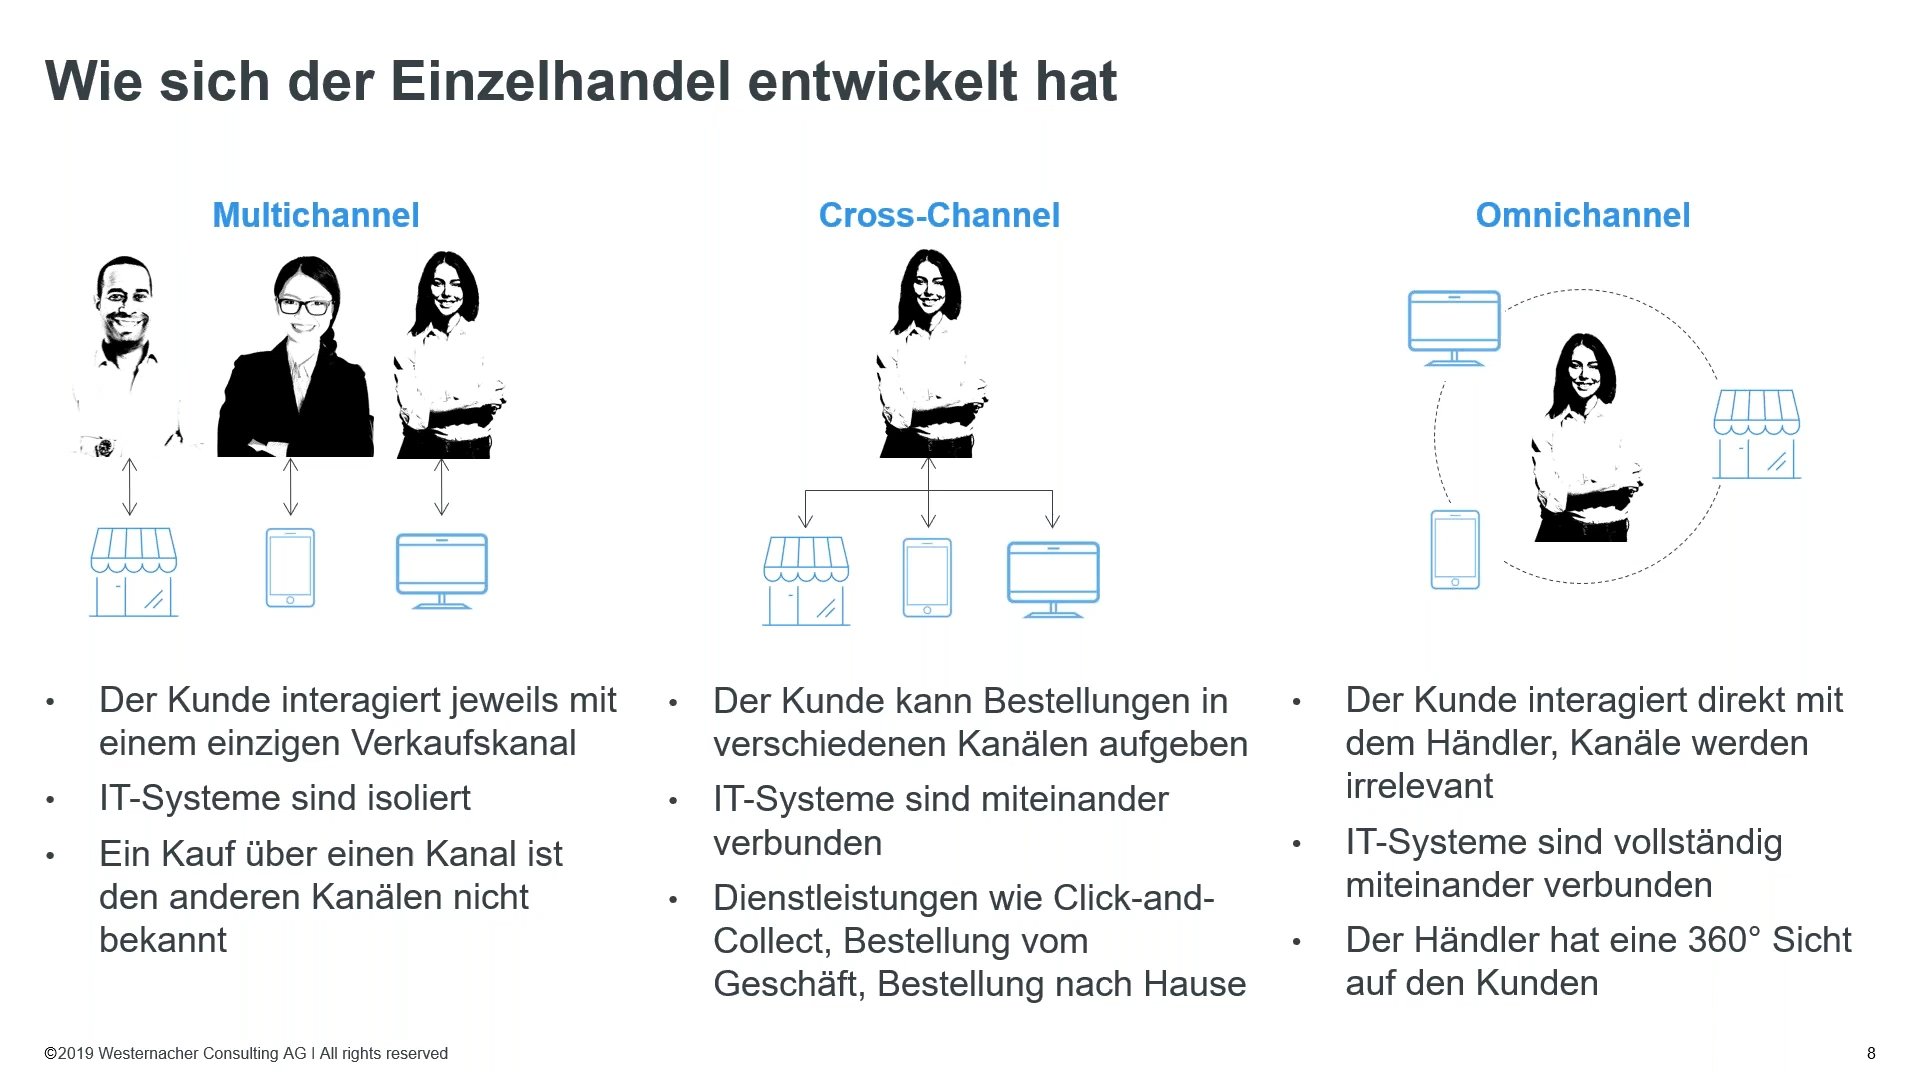 Wie sich der Einzelhandel entwickelt hat
Multichannel
• Der Kunde interagiert jeweils mit
einem einzigen Verkaufskanal
• IT-Systeme sind isoliert
• Ein Kauf über einen Kanal ist
den anderen Kanälen nicht
bekannt
Cross-Channel
• Der Kunde kann Bestellungen in
verschiedenen Kanälen aufgeben
• IT-Systeme sind miteinander
verbunden
• Dienstleistungen wie Click-and-
Collect, Bestellung vom
Geschäft, Bestellung nach Hause
Omnichannel
• Der Kunde interagiert direkt mit
dem Händler, Kanäle werden
irrelevant
• IT-Systeme sind vollständig
miteinander verbunden
• Der Händler hat eine 360° Sicht
auf den Kunden
©2019 Westernacher Consulting AG I All rights reserved
8